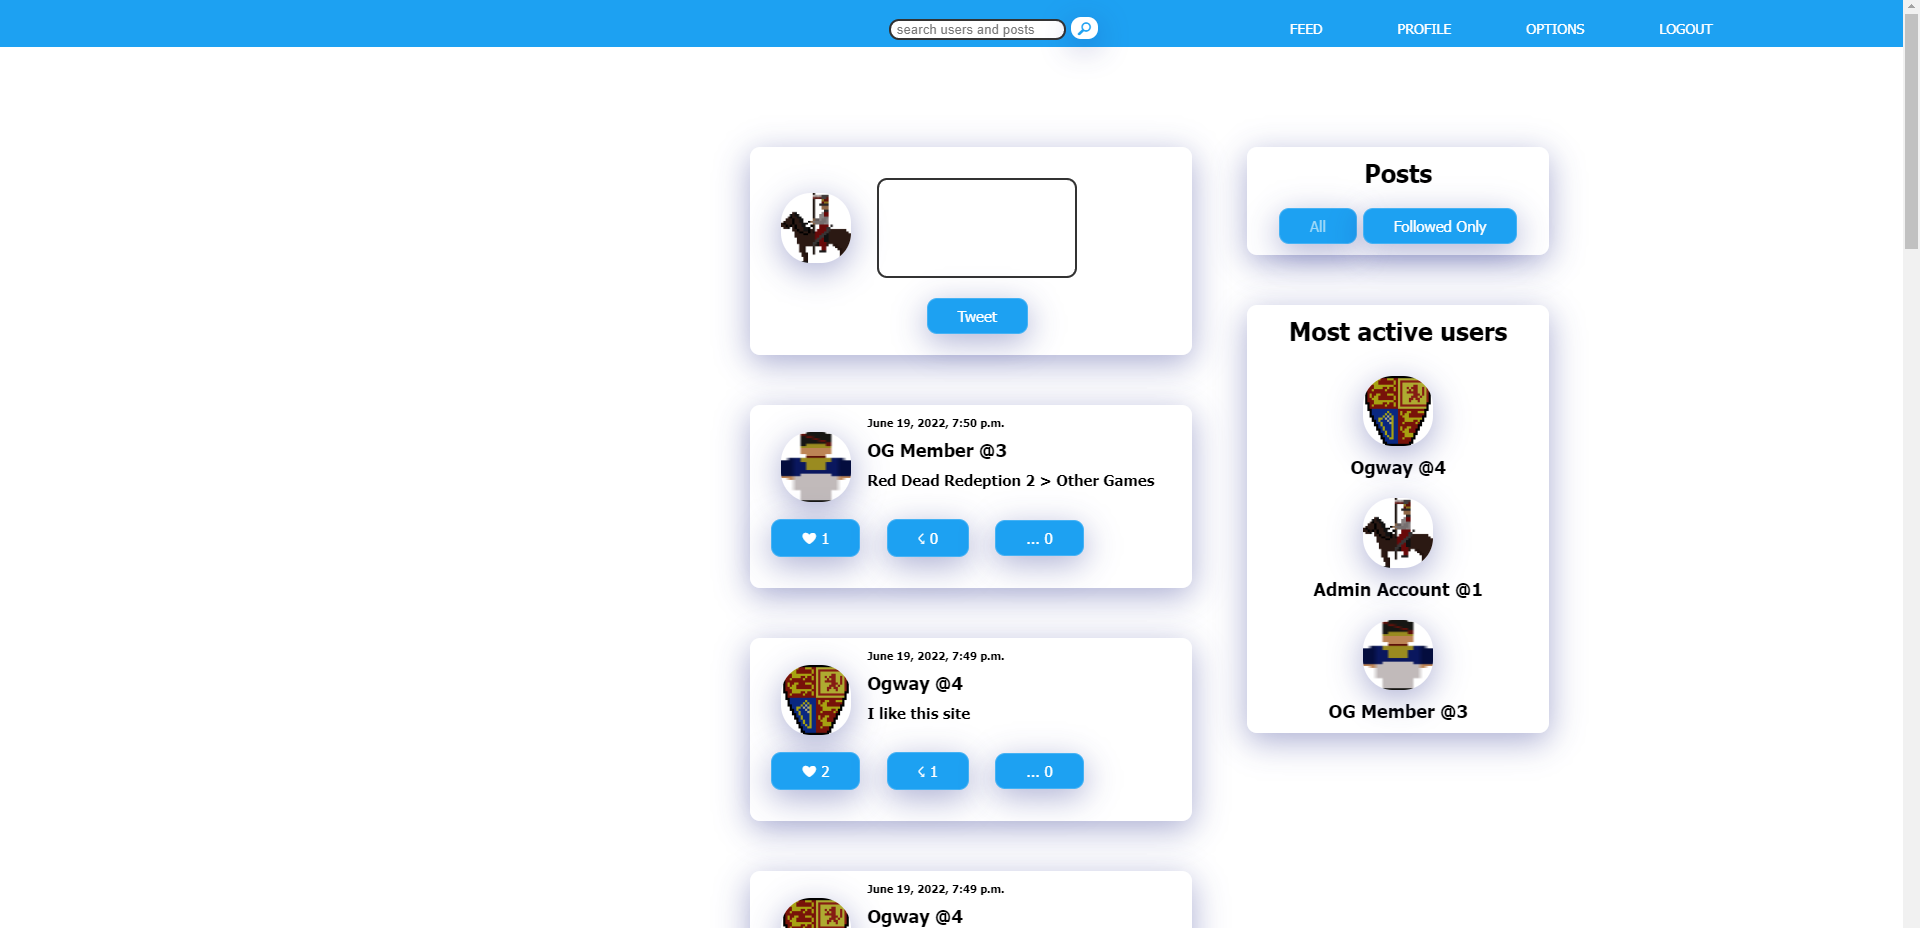 search users and posts
FEED PROFILE OPTIONS LOGOUT
Tweet
June 19, 2022, 7:50 p.m.
OG Member @3
Red Dead Redeption 2 > Other Games
1 0 ... 0
June 19, 2022, 7:49 p.m.
Ogway @4
I like this site
2 1 ... 0
June 19, 2022, 7:49 p.m.
Ogway @4
Posts
All Followed Only
Most active users
Ogway @4
Admin Account @1
OG Member @3